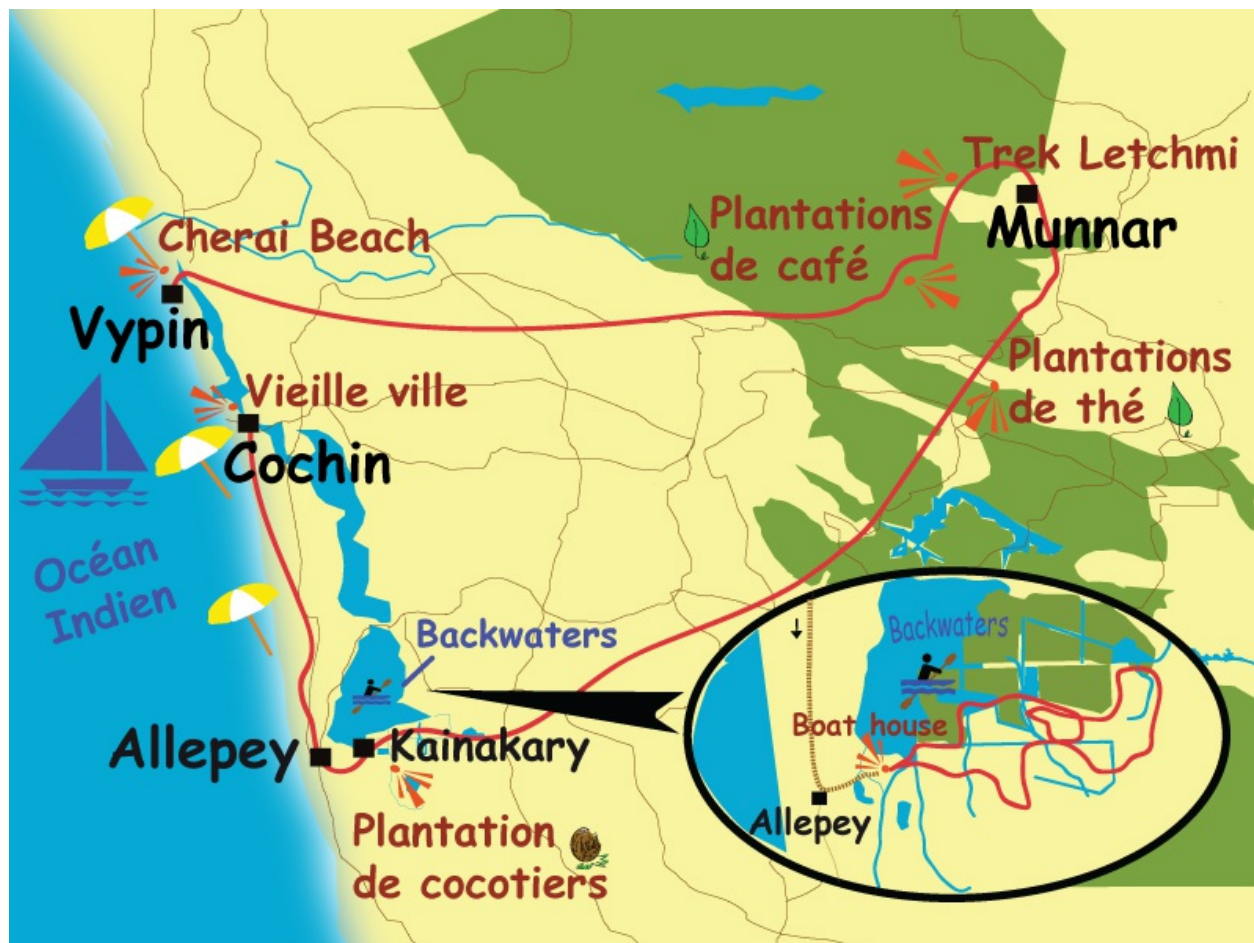 Trek Letchmi
Plantations
de café
Munnar
Cherai Beach
Vypin
Plantations
de thé
Vieille ville
Cochin
Océan
Indien
Backwaters
Allepey
Kainakary
Plantation
de cocotiers
Backwaters
Boat house
Allepey